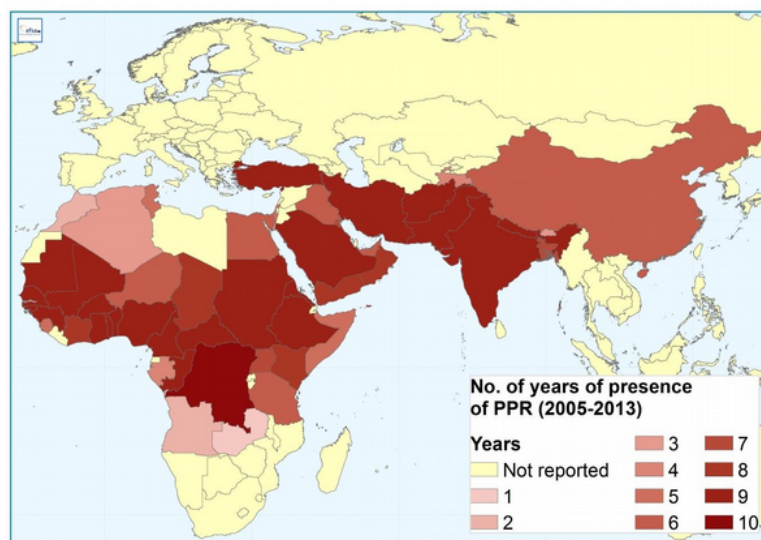 efsa
No. of years of presence
of PPR (2005-2013)
Years
Not reported
1
2
3
4
5
6
7
8
9
10